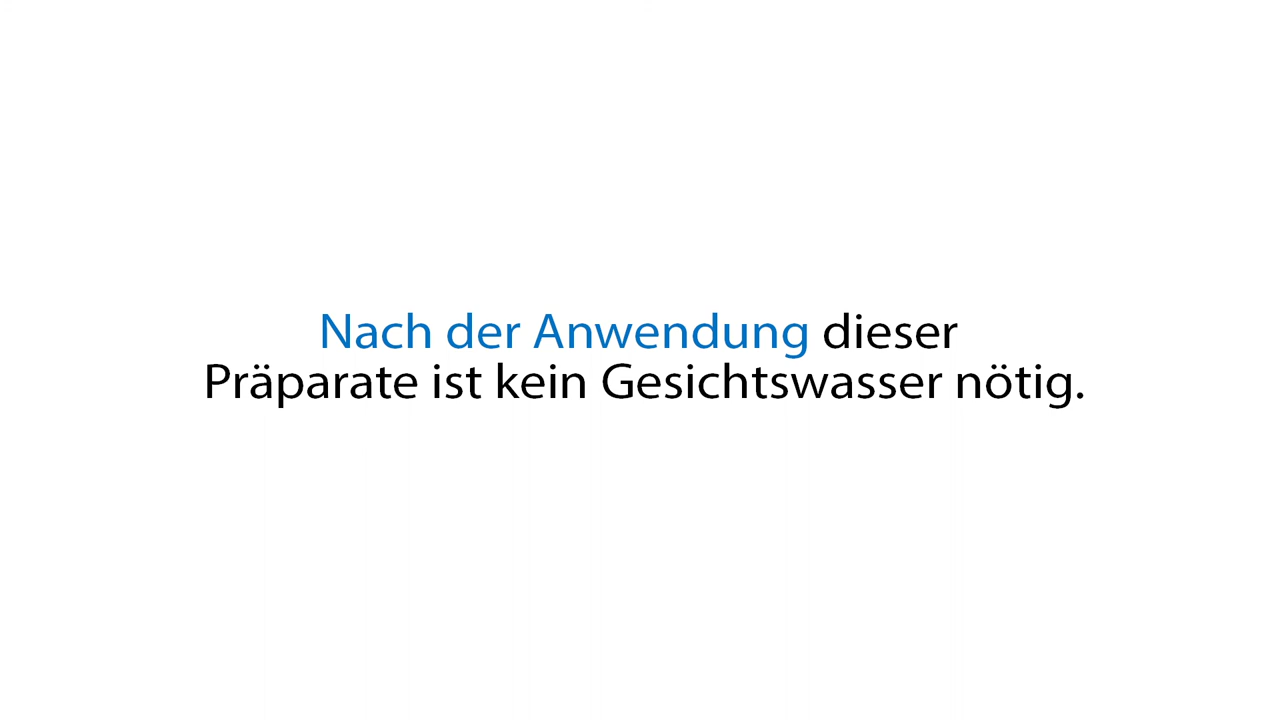 Nach der Anwendung dieser
Präparate ist kein Gesichtswasser nötig.